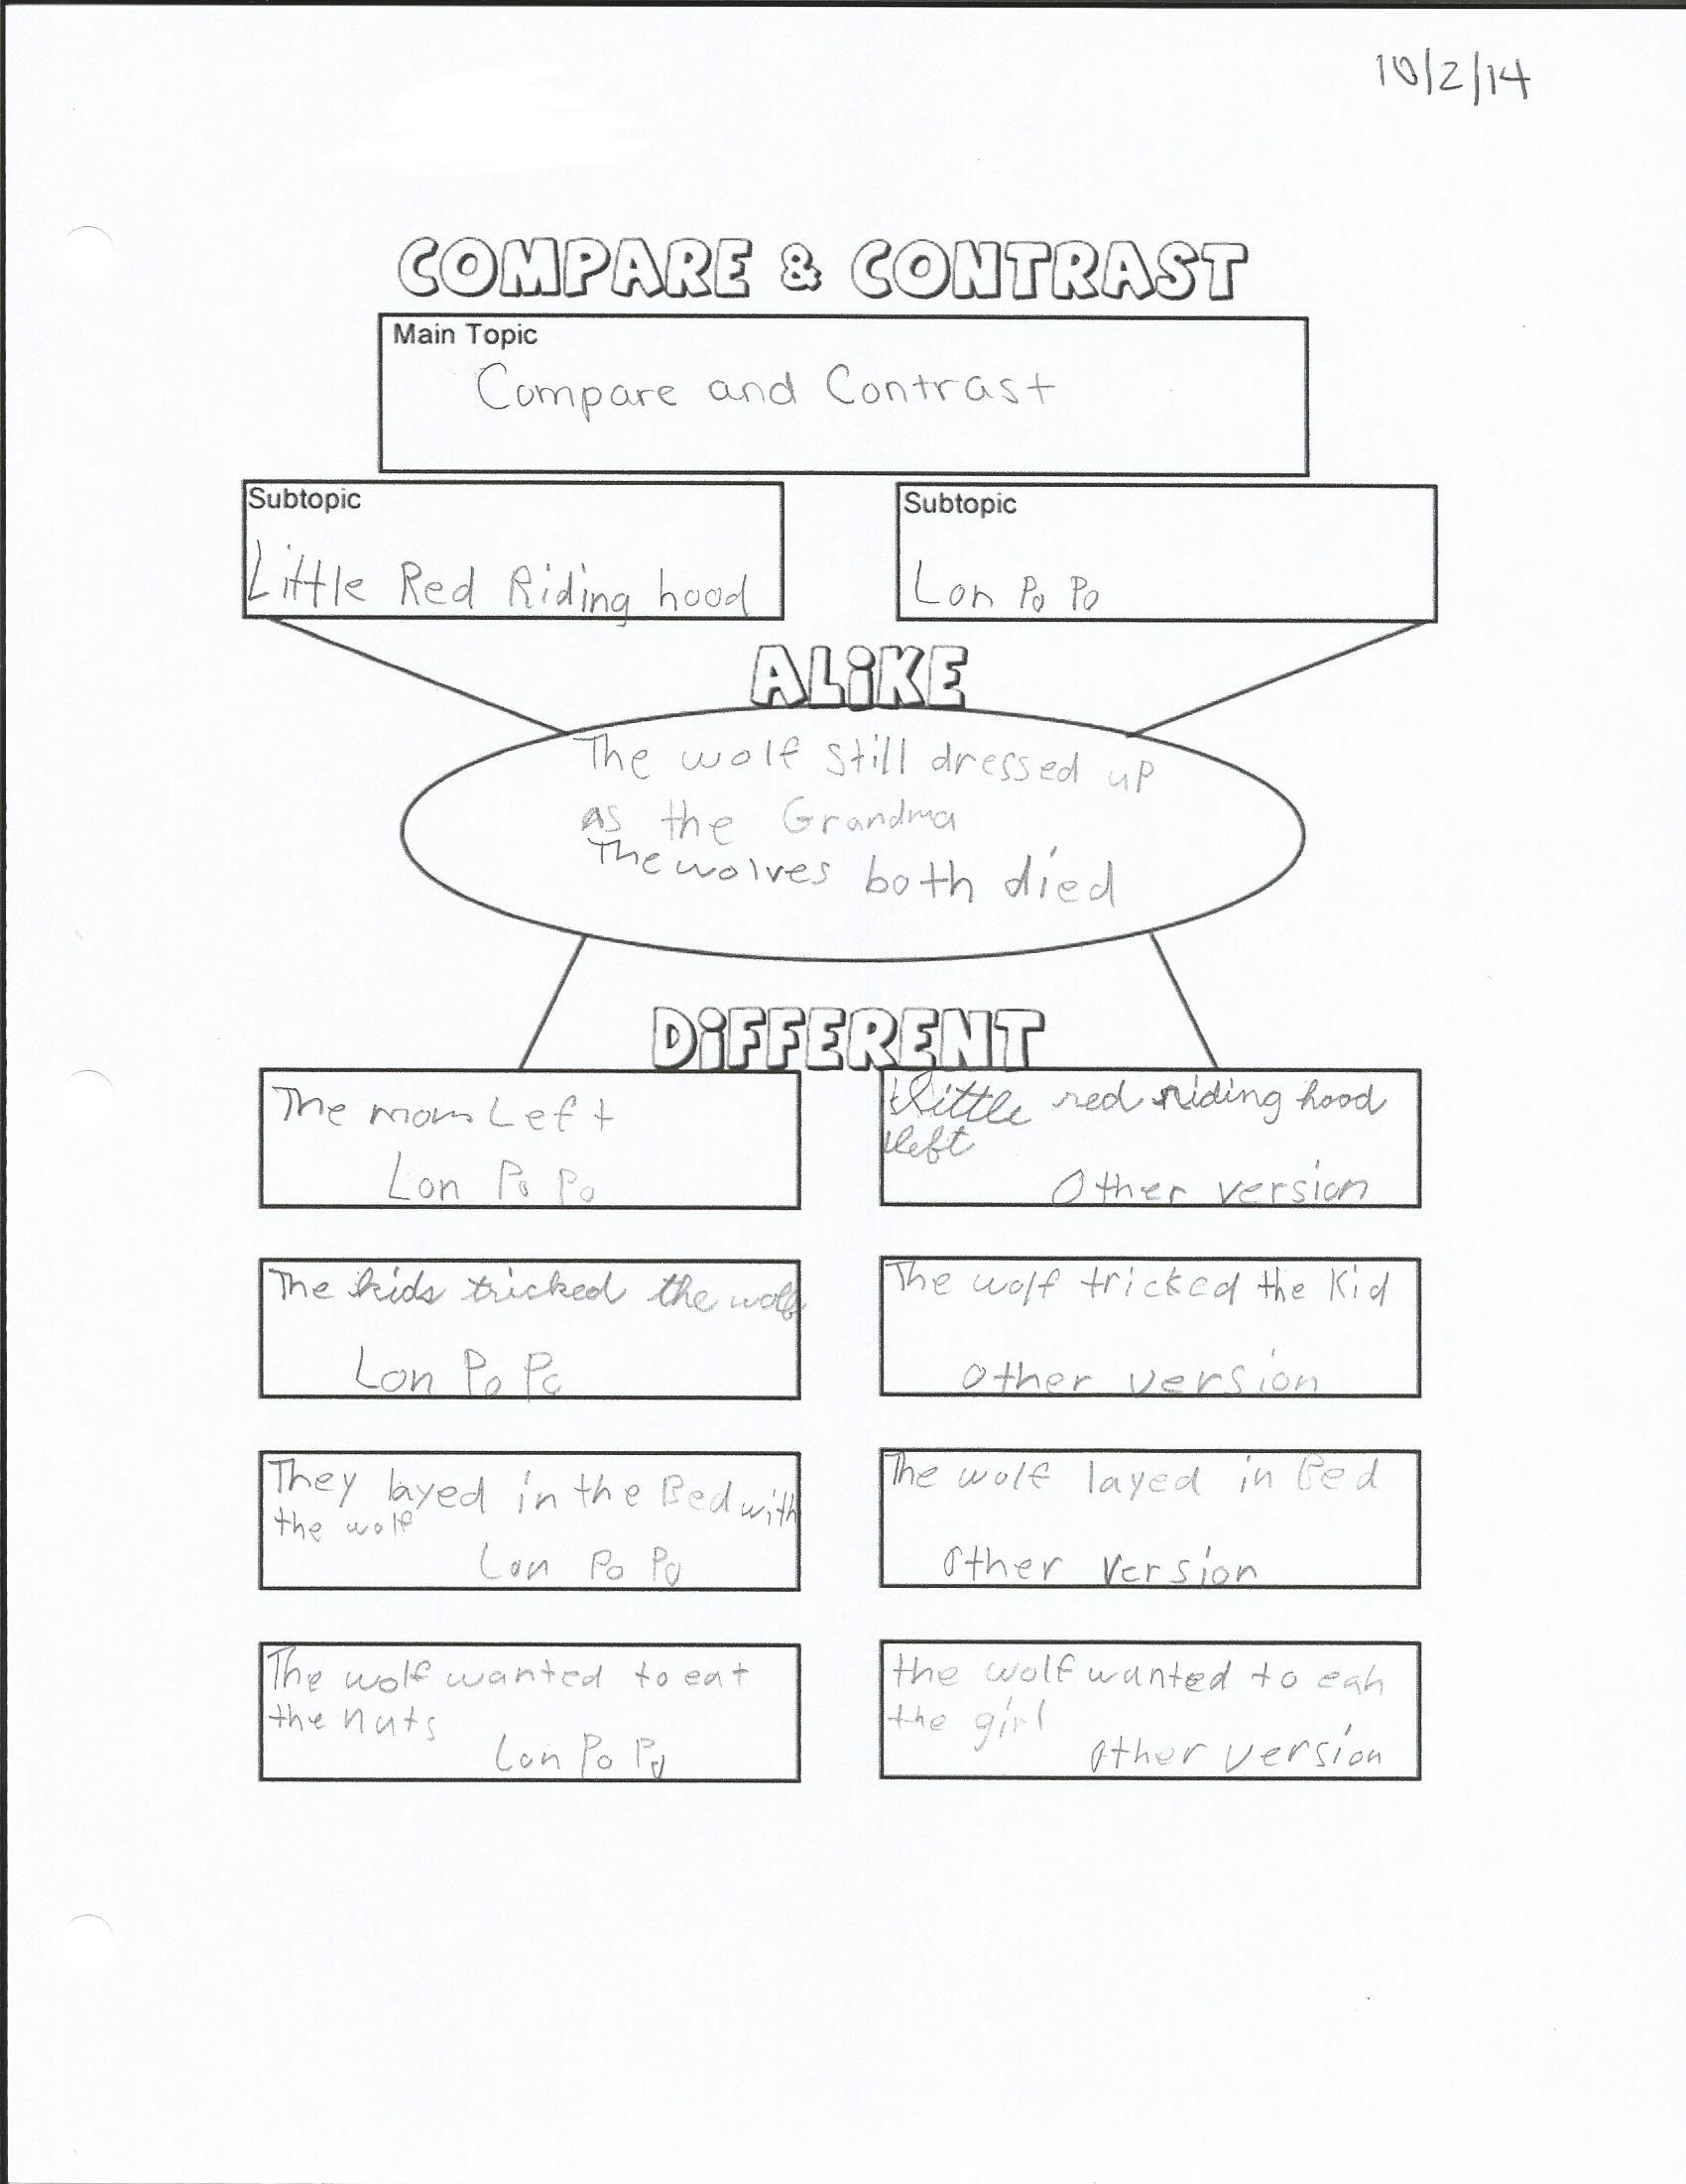 10/2/14
COMPARE & CONTRAST
Main Topic
Compare and Contrast
Subtopic
Little Red Riding hood
Subtopic
Lon Po Po
ALiKE
The wolf still dressed up
as the Grandma
The wolves both died
DiFFERENT
The mom Left
Lon Po Po
Little red riding hood
left
Other version
The kids tricked the wolf
Lon Po Po
The wolf tricked the Kid
Other version
They layed in the Bed with
the wolf
Lon Po Po
The wolf layed in Bed
Other Version
The wolf wanted to eat
the nuts
Lon Po Po
the wolf wanted to eah
the girl
Other version